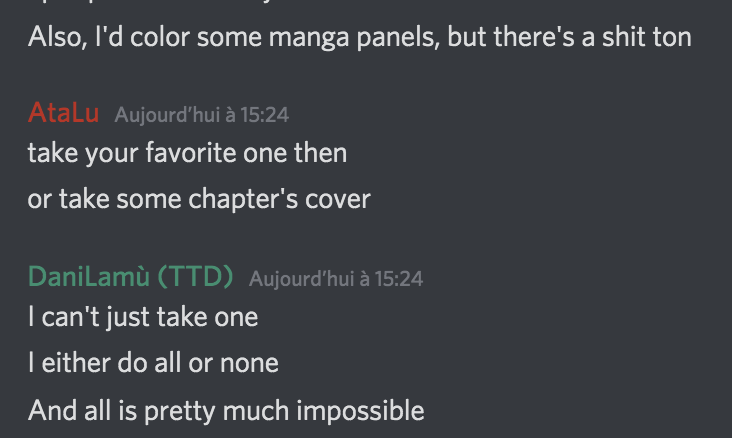 Also, I'd color some manga panels, but there's a shit ton
AtaLu Aujourd'hui à 15:24
take your favorite one then
or take some chapter's cover
DaniLamù (TTD) Aujourd'hui à 15:24
I can't just take one
I either do all or none
And all is pretty much impossible